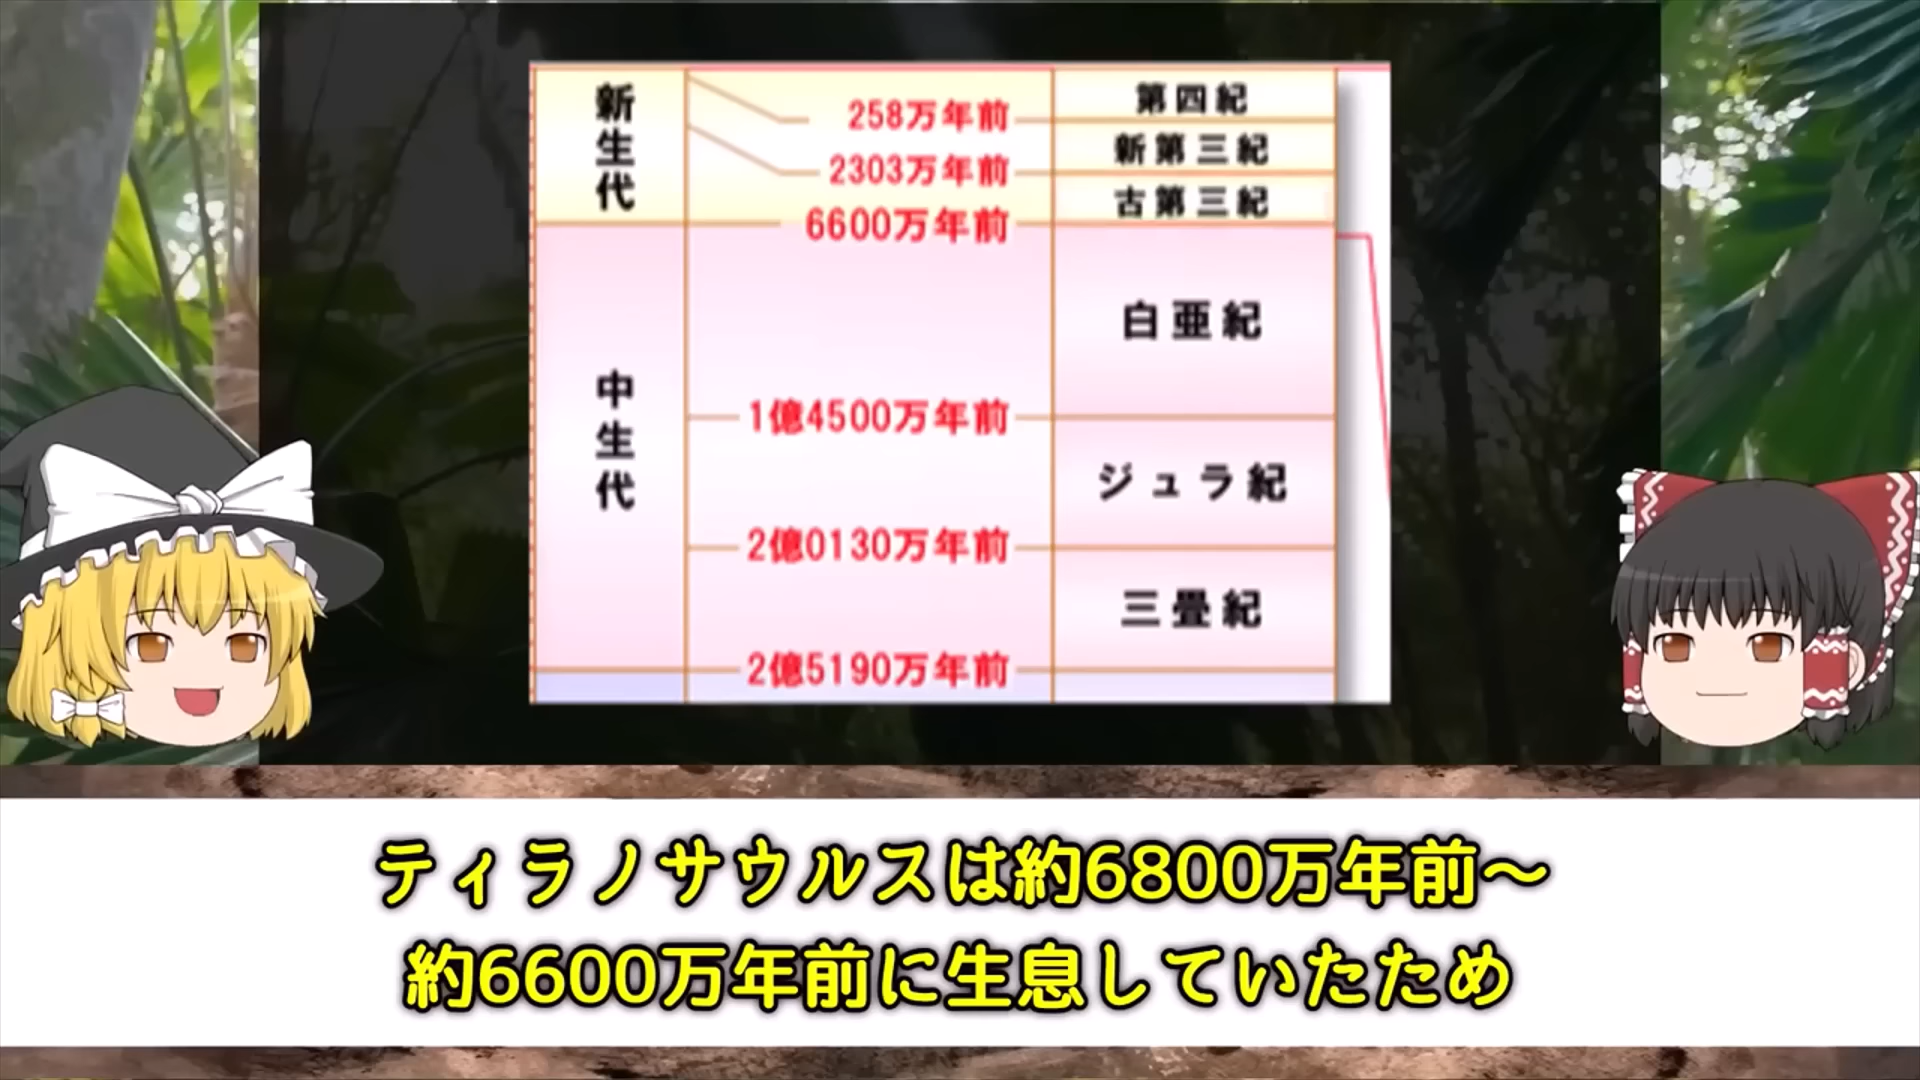 新生代
258万年前
第四紀
2303万年前
新第三紀
古第三紀
6600万年前
中生代
白亜紀
1億4500万年前
ジュラ紀
2億0130万年前
三畳紀
2億5190万年前
ティラノサウルスは約6800万年前～
約6600万年前に生息していたため